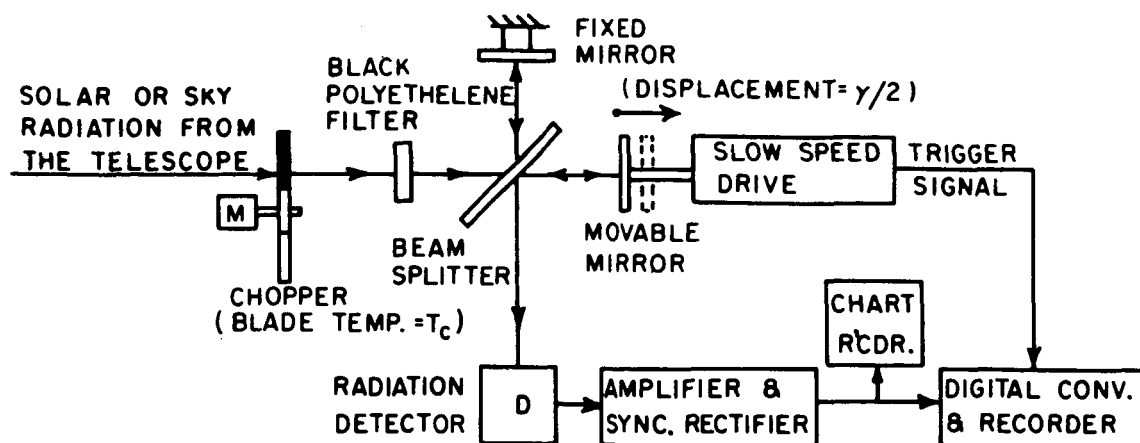 FIXED
MIRROR
BLACK
POLYETHELENE
FILTER
(DISPLACEMENT=γ/2)
SOLAR OR SKY
RADIATION FROM
THE TELESCOPE
SLOW SPEED
DRIVE
TRIGGER
SIGNAL
M
BEAM
SPLITTER
MOVABLE
MIRROR
CHOPPER
(BLADE TEMP.=Tc)
CHART
R'CDR.
RADIATION
DETECTOR
D
AMPLIFIER &
SYNC. RECTIFIER
DIGITAL CONV.
& RECORDER